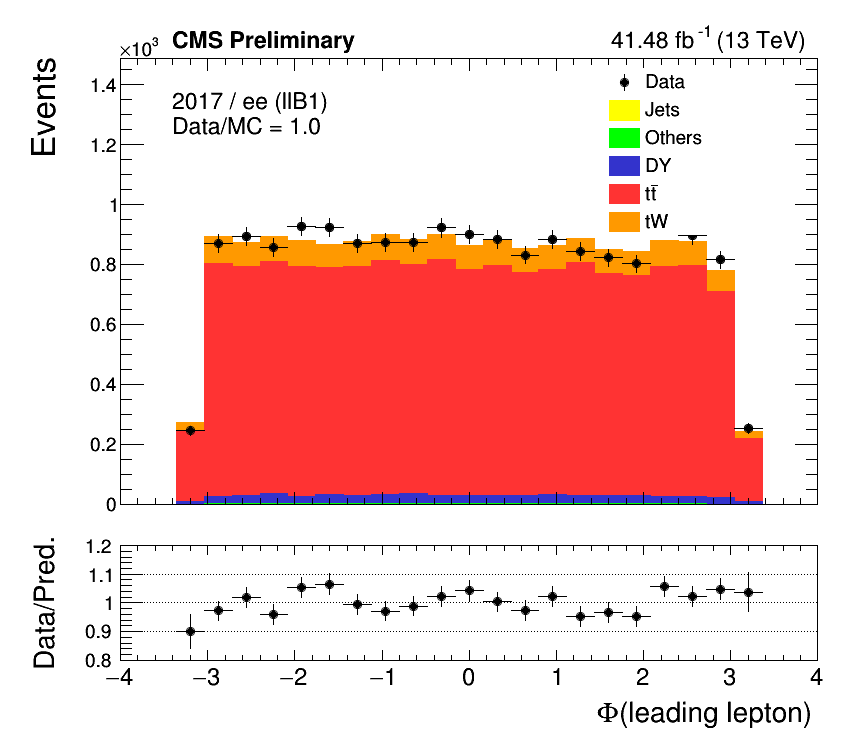 ×10³ CMS Preliminary 41.48 fb⁻¹ (13 TeV)
Events
2017 / ee (llB1)
Data/MC = 1.0
Data
Jets
Others
DY
tt̄
tW
1.4
1.2
1
0.8
0.6
0.4
0.2
0
Data/Pred.
1.2
1.1
1
0.9
0.8
−4 −3 −2 −1 0 1 2 3 4
Φ(leading lepton)